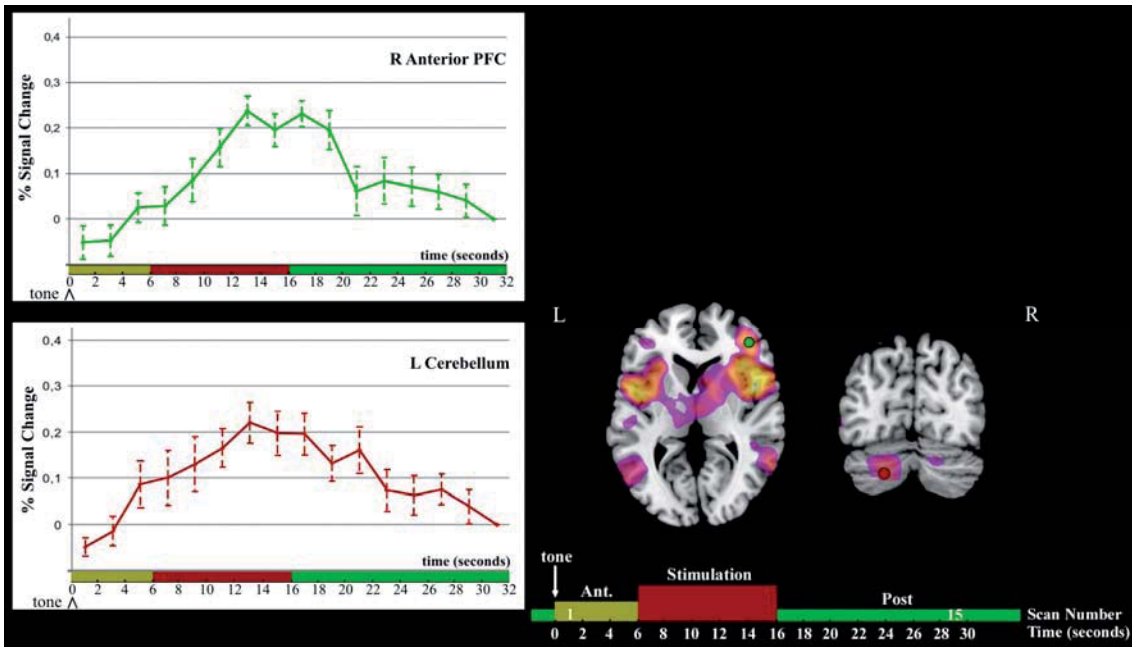 0,4
R Anterior PFC
0,3
0,2
0,1
0
% Signal Change
time (seconds)
0 2 4 6 8 10 12 14 16 18 20 22 24 26 28 30 32
tone
0,4
L Cerebellum
0,3
0,2
0,1
0
% Signal Change
time (seconds)
0 2 4 6 8 10 12 14 16 18 20 22 24 26 28 30 32
tone
L R
tone
Stimulation
Ant.
Post
1 15 Scan Number
0 2 4 6 8 10 12 14 16 18 20 22 24 26 28 30 Time (seconds)